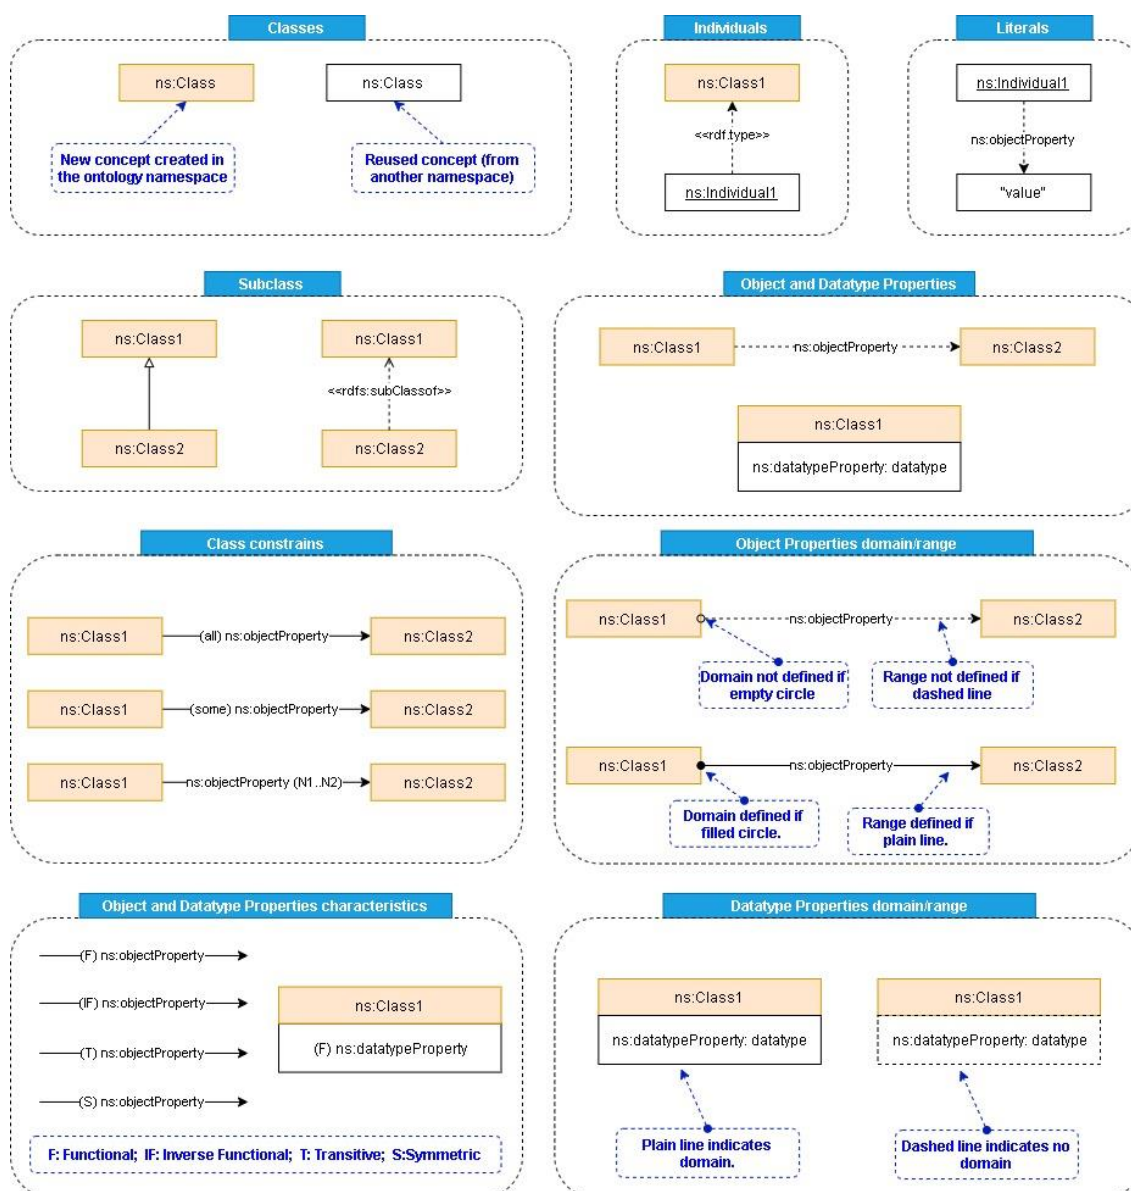 Classes
ns:Class
ns:Class
New concept created in
the ontology namespace
Reused concept (from
another namespace)
Individuals
ns:Class1
<<rdf.type>>
ns:Individual1
Literals
ns:Individual1
ns:objectProperty
"value"
Subclass
ns:Class1
ns:Class1
<<rdfs:subClassof>>
ns:Class2
ns:Class2
Object and Datatype Properties
ns:Class1
ns:objectProperty
ns:Class2
ns:Class1
ns:datatypeProperty: datatype
Class constrains
ns:Class1
(all) ns:objectProperty
ns:Class2
ns:Class1
(some) ns:objectProperty
ns:Class2
ns:Class1
ns:objectProperty (N1..N2)
ns:Class2
Object Properties domain/range
ns:Class1
ns:objectProperty
ns:Class2
Domain not defined if
empty circle
Range not defined if
dashed line
ns:Class1
ns:objectProperty
ns:Class2
Domain defined if
filled circle.
Range defined if
plain line.
Object and Datatype Properties characteristics
(F) ns:objectProperty
(IF) ns:objectProperty
(T) ns:objectProperty
(S) ns:objectProperty
ns:Class1
(F) ns:datatypeProperty
F: Functional; IF: Inverse Functional; T: Transitive; S:Symmetric
Datatype Properties domain/range
ns:Class1
ns:datatypeProperty: datatype
ns:Class1
ns:datatypeProperty: datatype
Plain line indicates
domain.
Dashed line indicates no
domain